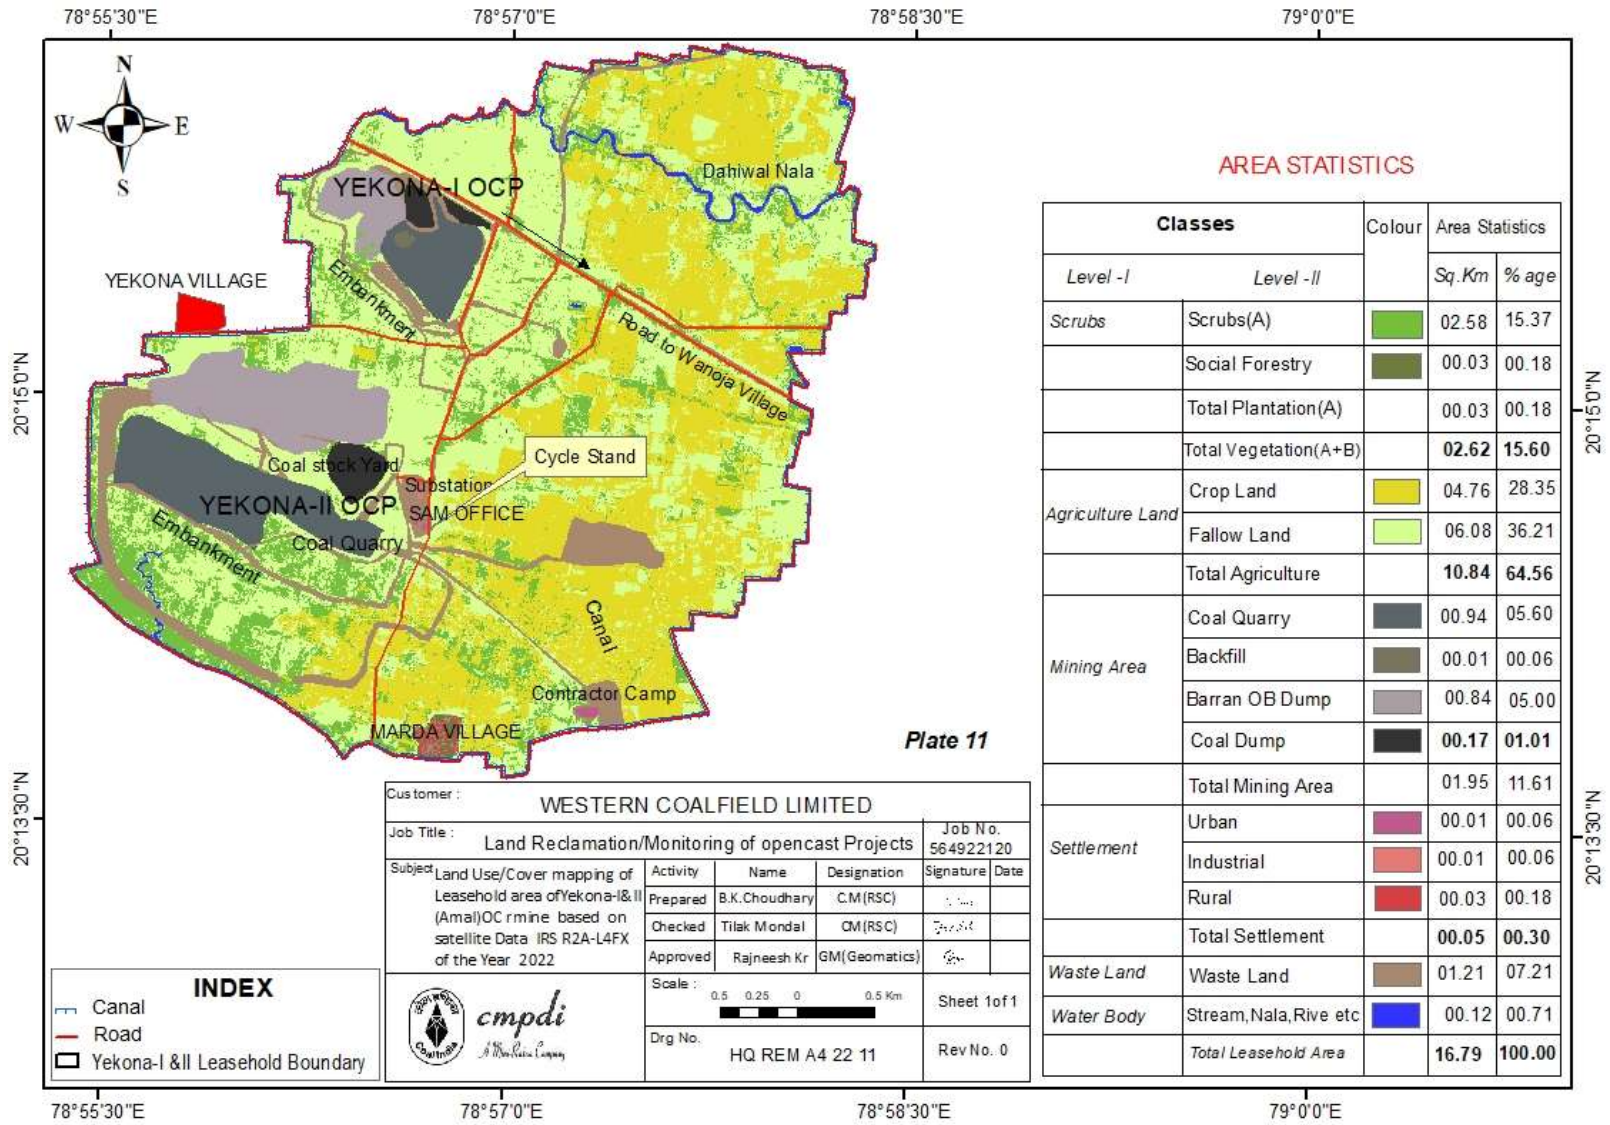 78°55'30"E 78°57'0"E 78°58'30"E 79°0'0"E
N
W E
S
Dahiwal Nala
YEKONA-I OCP
YEKONA VILLAGE
Embankment
Road to Wanoja Village
20°15'0"N
20°15'0"N
Cycle Stand
Coal stock Yard
Substation
YEKONA-II OCP
SAM OFFICE
Coal Quarry
Embankment
Canal
Contractor Camp
MARDA VILLAGE
Plate 11
20°13'30"N
20°13'30"N
AREA STATISTICS
Classes Colour Area Statistics
Level -I Level -II Sq.Km % age
Scrubs Scrubs(A) 02.58 15.37
Social Forestry 00.03 00.18
Total Plantation(A) 00.03 00.18
Total Vegetation(A+B) 02.62 15.60
Agriculture Land
Crop Land 04.76 28.35
Fallow Land 06.08 36.21
Total Agriculture 10.84 64.56
Mining Area
Coal Quarry 00.94 05.60
Backfill 00.01 00.06
Barran OB Dump 00.84 05.00
Coal Dump 00.17 01.01
Total Mining Area 01.95 11.61
Settlement
Urban 00.01 00.06
Industrial 00.01 00.06
Rural 00.03 00.18
Total Settlement 00.05 00.30
Waste Land Waste Land 01.21 07.21
Water Body Stream,Nala,Rive etc 00.12 00.71
Total Leasehold Area 16.79 100.00
Customer : WESTERN COALFIELD LIMITED
Job Title : Land Reclamation/Monitoring of opencast Projects
Job No.
564922120
Subject Land Use/Cover mapping of
Leasehold area ofYekona-I& II
(Amal)OC rmine based on
satellite Data IRS R2A-L4FX
of the Year 2022
Activity Name Designation Signature Date
Prepared B.K.Choudhary C.M(RSC)
Checked Tilak Mondal CM(RSC)
Approved Rajneesh Kr GM(Geomatics)
Scale :
0.5 0.25 0 0.5 Km
Sheet 1of1
Drg No.
HQ REM A4 22 11
Rev No. 0
Coal India
cmpdi
A Mini Ratna Company
INDEX
Canal
Road
Yekona-I &II Leasehold Boundary
78°55'30"E 78°57'0"E 78°58'30"E 79°0'0"E